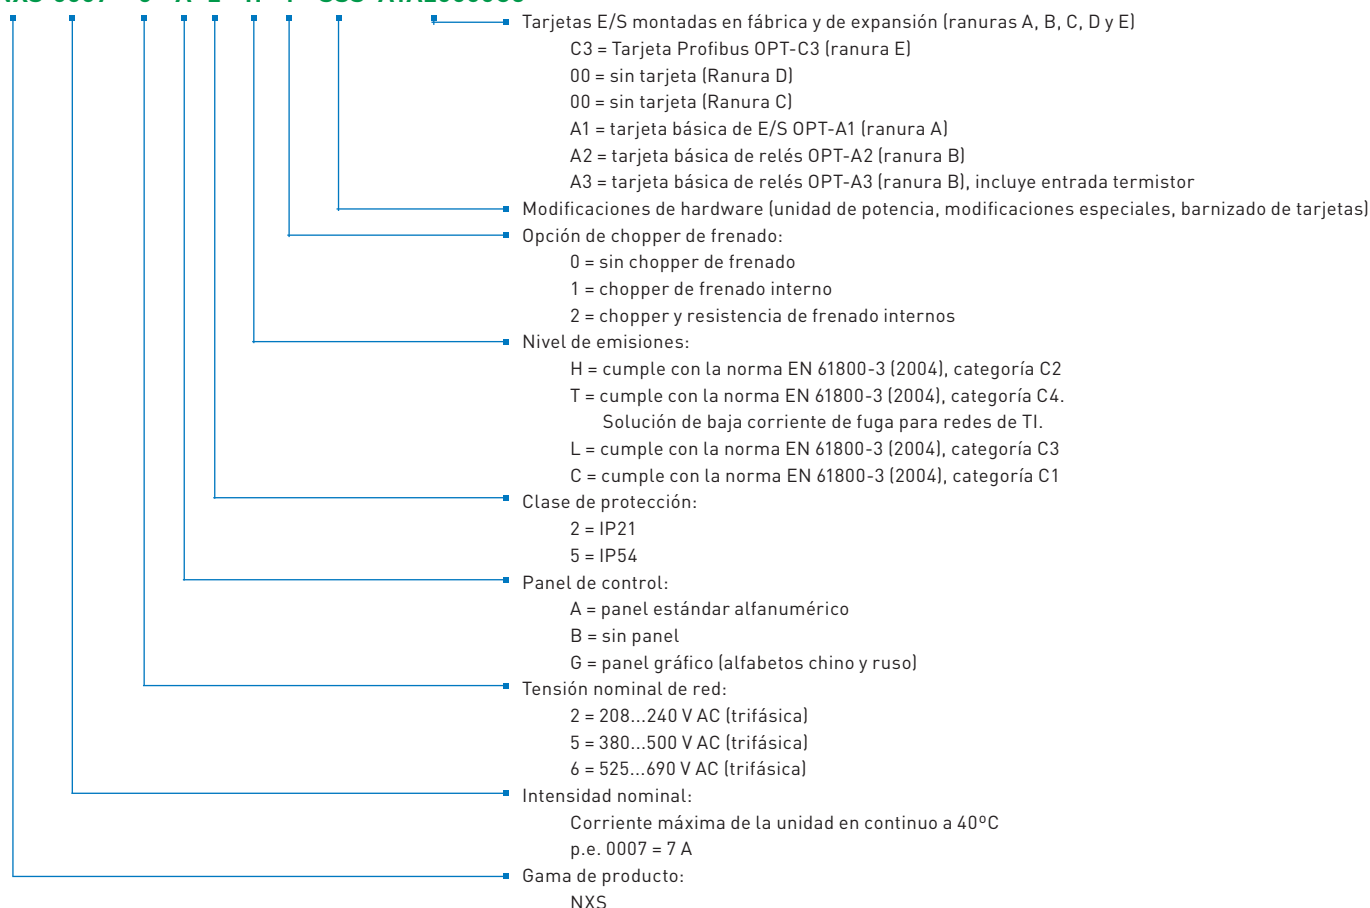 Tarjetas E/S montadas en fábrica y de expansión (ranuras A, B, C, D y E)
C3 = Tarjeta Profibus OPT-C3 (ranura E)
00 = sin tarjeta (Ranura D)
00 = sin tarjeta (Ranura C)
A1 = tarjeta básica de E/S OPT-A1 (ranura A)
A2 = tarjeta básica de relés OPT-A2 (ranura B)
A3 = tarjeta básica de relés OPT-A3 (ranura B), incluye entrada termistor
Modificaciones de hardware (unidad de potencia, modificaciones especiales, barnizado de tarjetas)
Opción de chopper de frenado:
0 = sin chopper de frenado
1 = chopper de frenado interno
2 = chopper y resistencia de frenado internos
Nivel de emisiones:
H = cumple con la norma EN 61800-3 (2004), categoría C2
T = cumple con la norma EN 61800-3 (2004), categoría C4.
Solución de baja corriente de fuga para redes de TI.
L = cumple con la norma EN 61800-3 (2004), categoría C3
C = cumple con la norma EN 61800-3 (2004), categoría C1
Clase de protección:
2 = IP21
5 = IP54
Panel de control:
A = panel estándar alfanumérico
B = sin panel
G = panel gráfico (alfabetos chino y ruso)
Tensión nominal de red:
2 = 208...240 V AC (trifásica)
5 = 380...500 V AC (trifásica)
6 = 525...690 V AC (trifásica)
Intensidad nominal:
Corriente máxima de la unidad en continuo a 40ºC
p.e. 0007 = 7 A
Gama de producto:
NXS